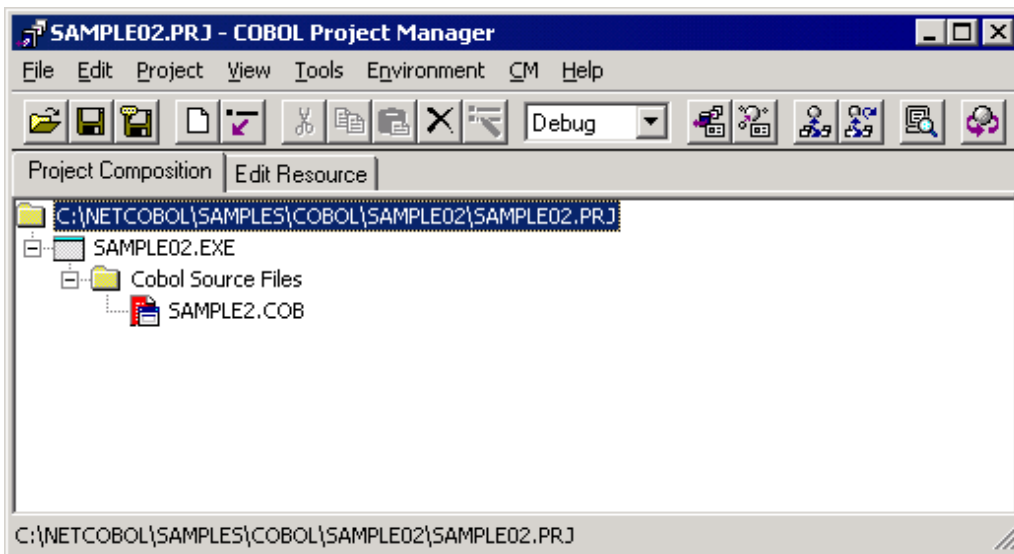 SAMPLE02.PRJ - COBOL Project Manager
File Edit Project View Tools Environment CM Help
Debug
Project Composition Edit Resource
C:\NETCOBOL\SAMPLES\COBOL\SAMPLE02\SAMPLE02.PRJ
SAMPLE02.EXE
Cobol Source Files
SAMPLE2.COB
C:\NETCOBOL\SAMPLES\COBOL\SAMPLE02\SAMPLE02.PRJ